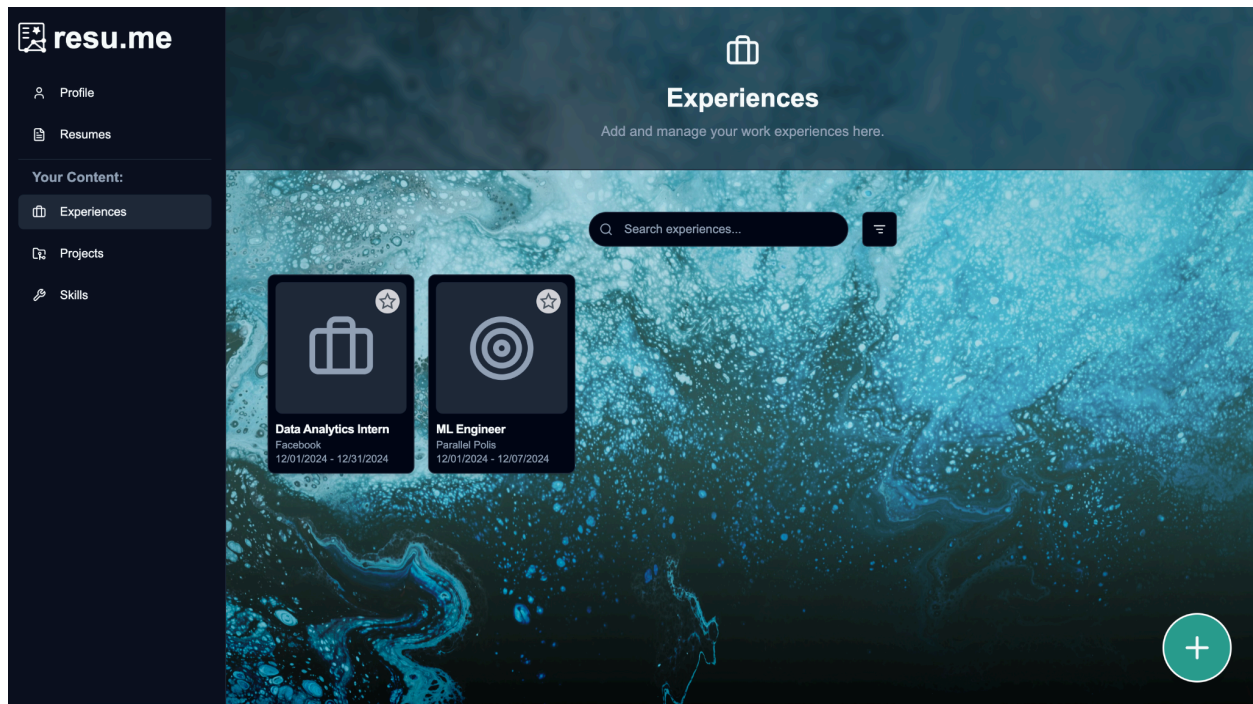 resu.me
Profile
Resumes
Your Content:
Experiences
Projects
Skills
Experiences
Add and manage your work experiences here.
Search experiences...
Data Analytics Intern
Facebook
12/01/2024 - 12/31/2024
ML Engineer
Parallel Polis
12/01/2024 - 12/07/2024